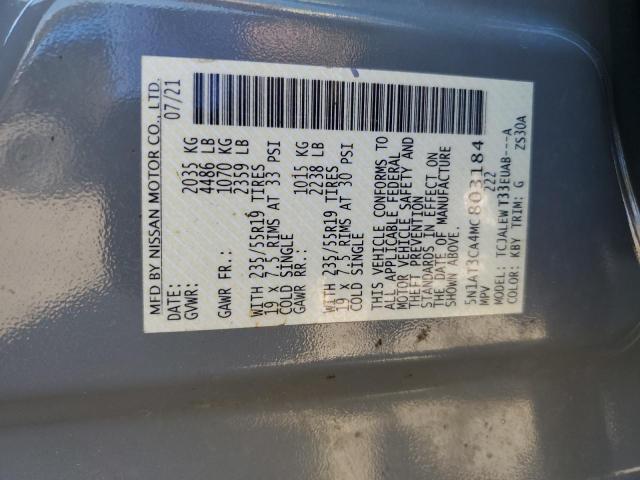 MFD BY NISSAN MOTOR CO., LTD.
DATE: 07/21
GVWR: 2035 KG
4486 LB
GAWR FR.: 1070 KG
2359 LB
WITH 235/55R19 TIRES
19 x 7.5 RIMS AT 33 PSI
COLD SINGLE
GAWR RR.: 1015 KG
2238 LB
WITH 235/55R19 TIRES
19 x 7.5 RIMS AT 30 PSI
COLD SINGLE
THIS VEHICLE CONFORMS TO
ALL APPLICABLE FEDERAL
MOTOR VEHICLE SAFETY AND
THEFT PREVENTION
STANDARDS IN EFFECT ON
THE DATE OF MANUFACTURE
SHOWN ABOVE.
5N1AT3CA4MC803184
MPV 222
MODEL: TCJALEWT33EUAB---A
COLOR: KBY TRIM: G ZS30A